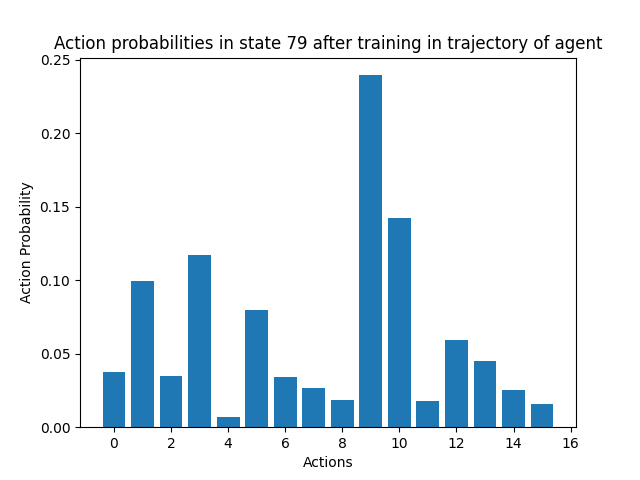 Action probabilities in state 79 after training in trajectory of agent
0.25
0.20
0.15
0.10
0.05
0.00
Action Probability
0 2 4 6 8 10 12 14 16
Actions